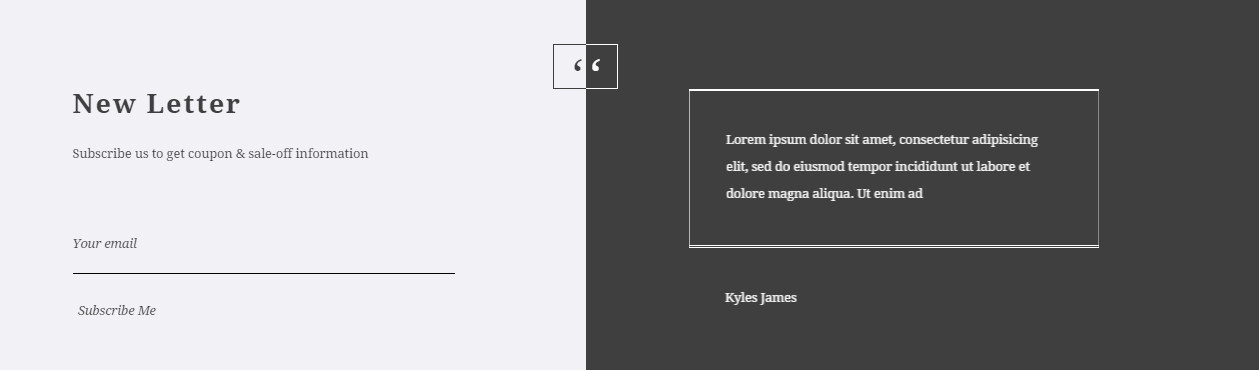 New Letter
Subscribe us to get coupon & sale-off information
Your email
Subscribe Me
‘‘
Lorem ipsum dolor sit amet, consectetur adipisicing
elit, sed do eiusmod tempor incididunt ut labore et
dolore magna aliqua. Ut enim ad
Kyles James